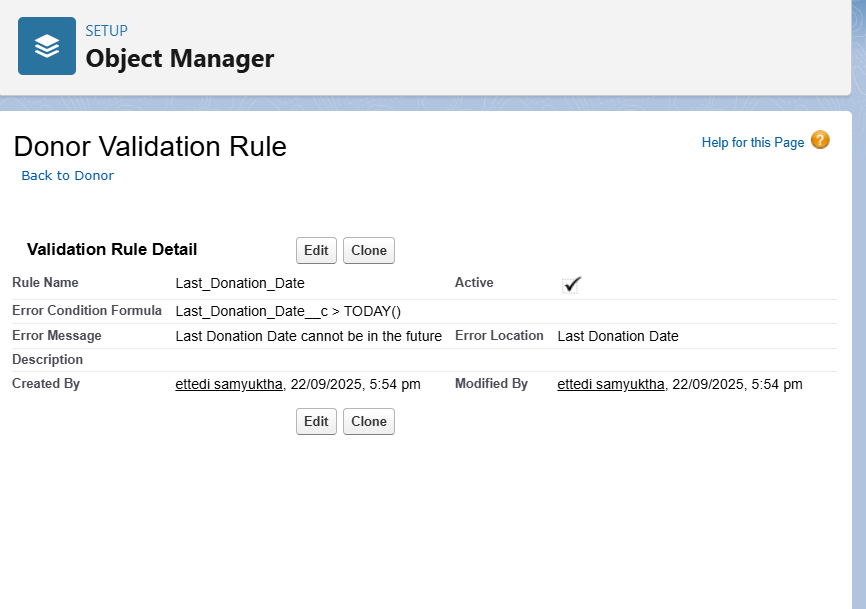 SETUP
Object Manager
Donor Validation Rule
Help for this Page ?
Back to Donor
Validation Rule Detail
Edit Clone
Rule Name Last_Donation_Date Active
Error Condition Formula Last_Donation_Date__c > TODAY()
Error Message Last Donation Date cannot be in the future Error Location Last Donation Date
Description
Created By ettedi samyuktha, 22/09/2025, 5:54 pm Modified By ettedi samyuktha, 22/09/2025, 5:54 pm
Edit Clone